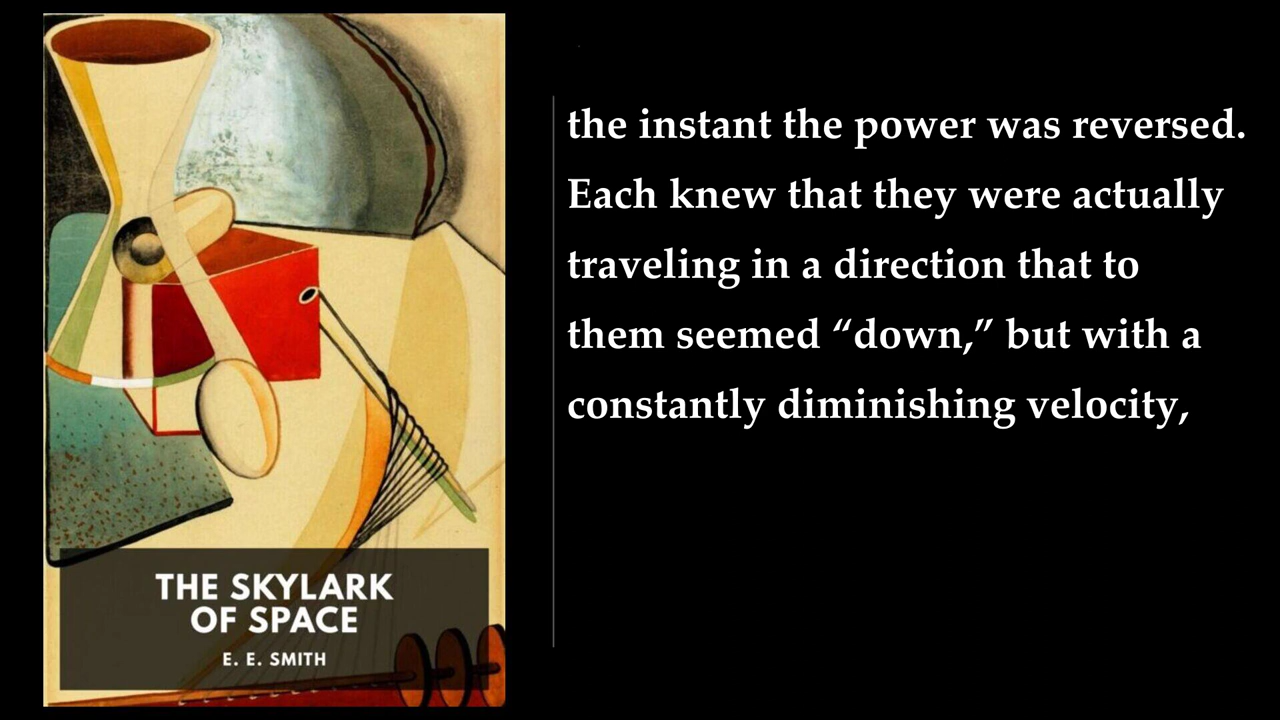 THE SKYLARK
OF SPACE
E. E. SMITH
the instant the power was reversed.
Each knew that they were actually
traveling in a direction that to
them seemed “down,” but with a
constantly diminishing velocity,